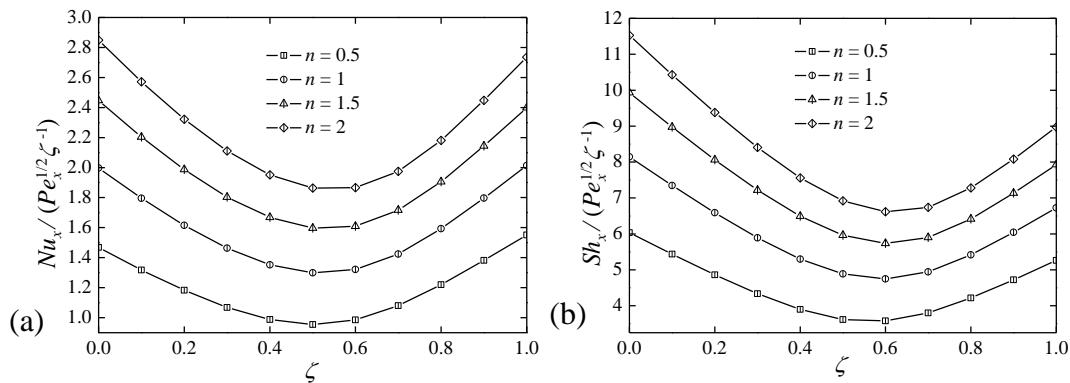 3.0
2.8
2.6
2.4
2.2
2.0
1.8
1.6
1.4
1.2
1.0
Nu_x / (Pe_x^{1/2} ζ^{-1})
n = 0.5
n = 1
n = 1.5
n = 2
0.0 0.2 0.4 0.6 0.8 1.0
ζ
(a)
12
11
10
9
8
7
6
5
4
Sh_x / (Pe_x^{1/2} ζ^{-1})
n = 0.5
n = 1
n = 1.5
n = 2
0.0 0.2 0.4 0.6 0.8 1.0
ζ
(b)